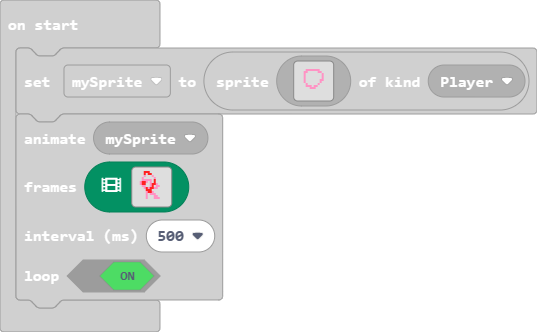 on start
set mySprite to sprite of kind Player
animate mySprite
frames
interval (ms) 500
loop ON